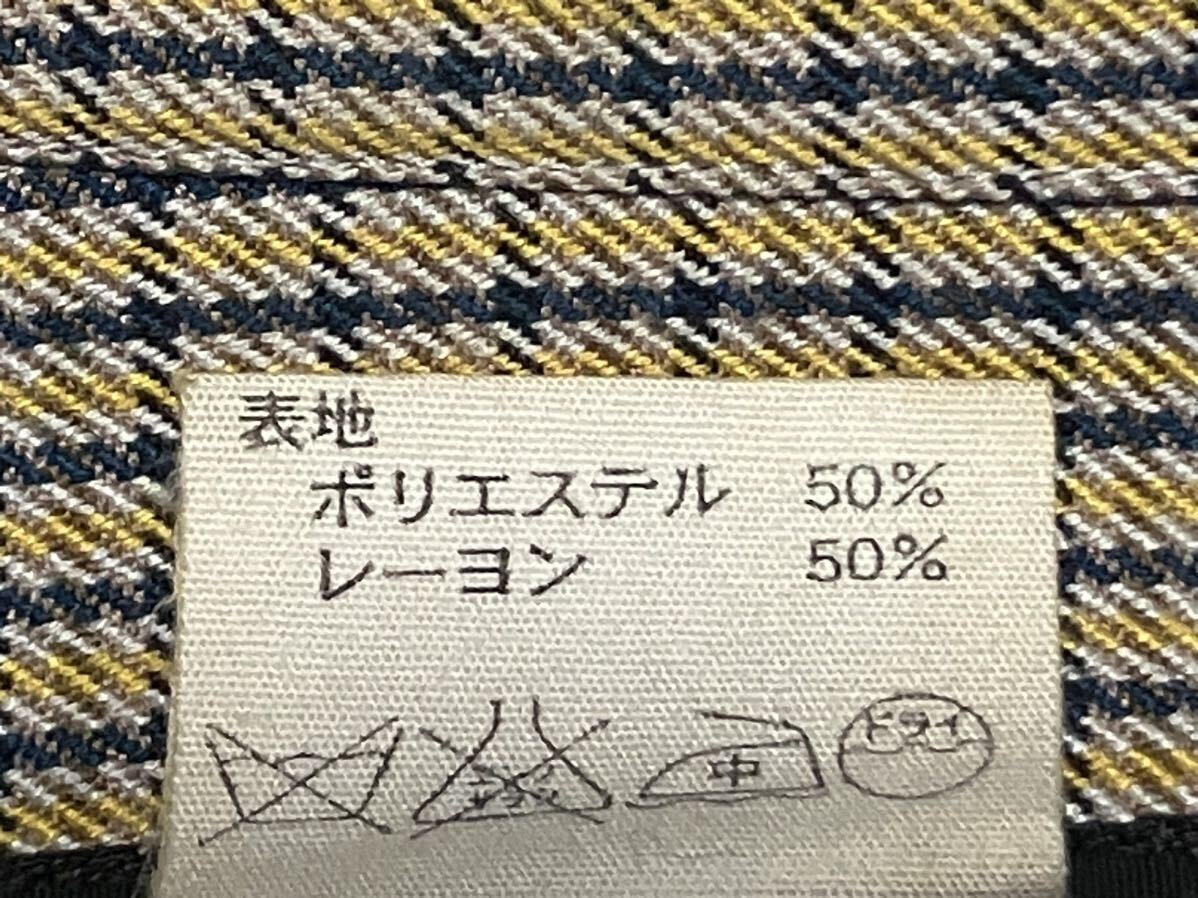 表地
ポリエステル 50%
レーヨン 50%
中 ドライ